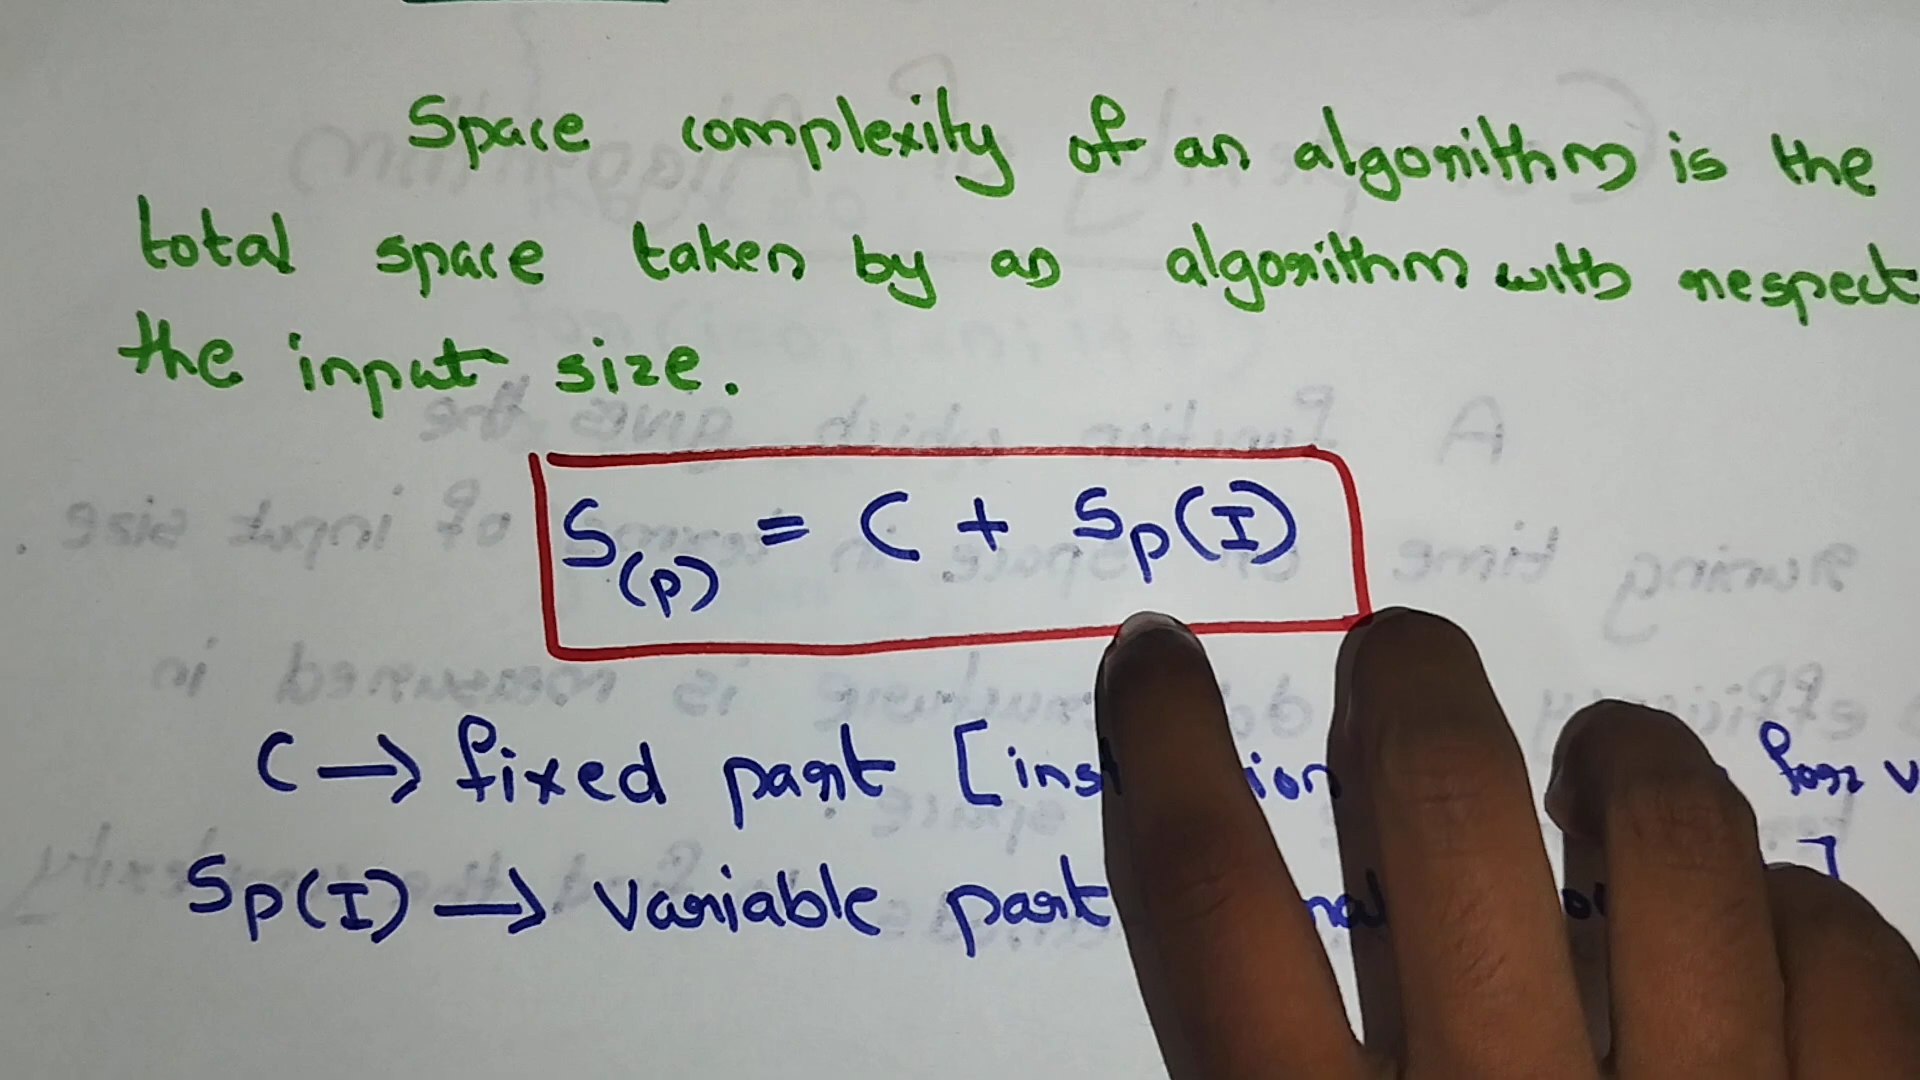 Space complexity of an algorithm is the
total space taken by an algorithm with respect
the input size.
S(P) = C + Sp(I)
C → fixed part [ for
Sp(I) → variable part ]